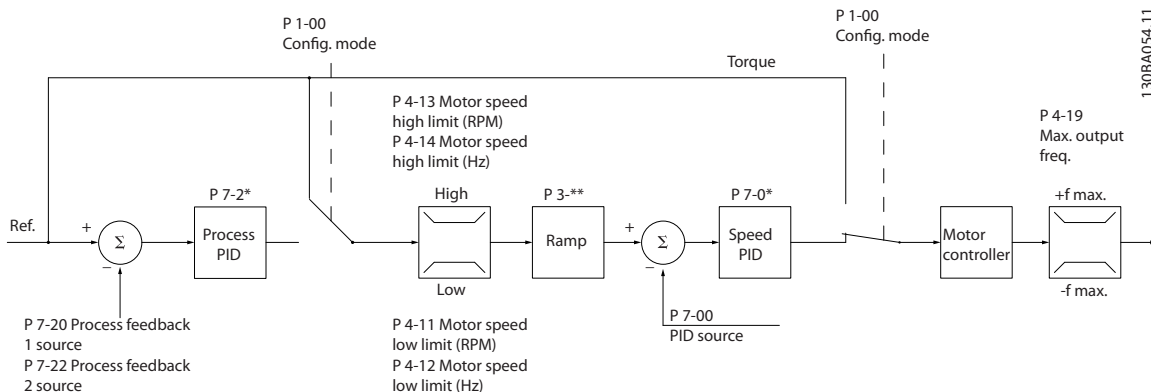 P 1-00
Config. mode
P 1-00
Config. mode
130BA054.11
Torque
P 4-13 Motor speed
high limit (RPM)
P 4-14 Motor speed
high limit (Hz)
P 4-19
Max. output
freq.
P 7-2*
High
P 3-**
P 7-0*
+f max.
Ref.
+
Σ
_
Process
PID
Ramp
+
Σ
_
Speed
PID
Motor
controller
Low
-f max.
P 7-20 Process feedback
1 source
P 7-22 Process feedback
2 source
P 4-11 Motor speed
low limit (RPM)
P 4-12 Motor speed
low limit (Hz)
P 7-00
PID source